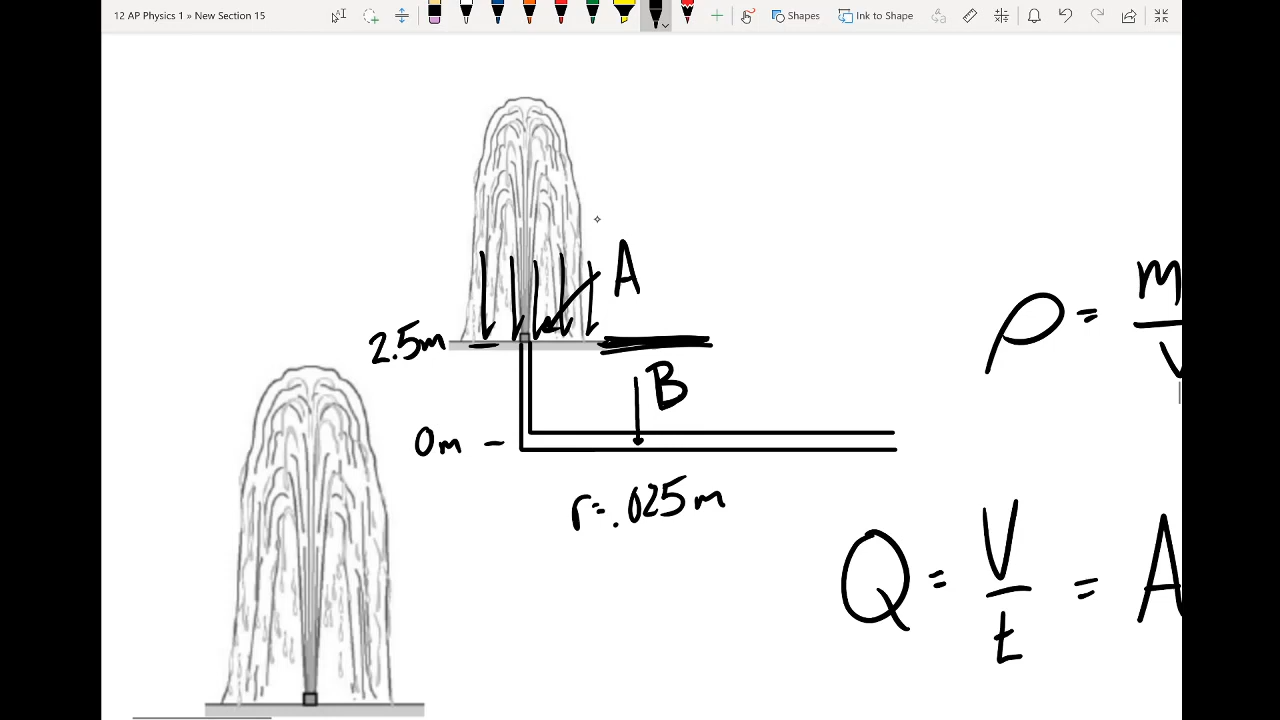 12 AP Physics 1 » New Section 15
Shapes
Ink to Shape
A
2.5m
B
0m
r=.025m
ρ= m
V
Q = V = A
t